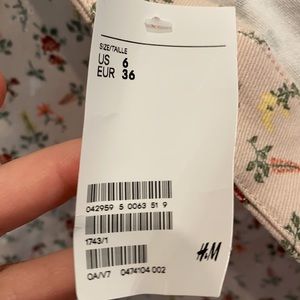 SIZE/TAILLE
US 6
EUR 36
042959 5 0063 51 9
1743/1
OA/V7 0474104 002
H&M